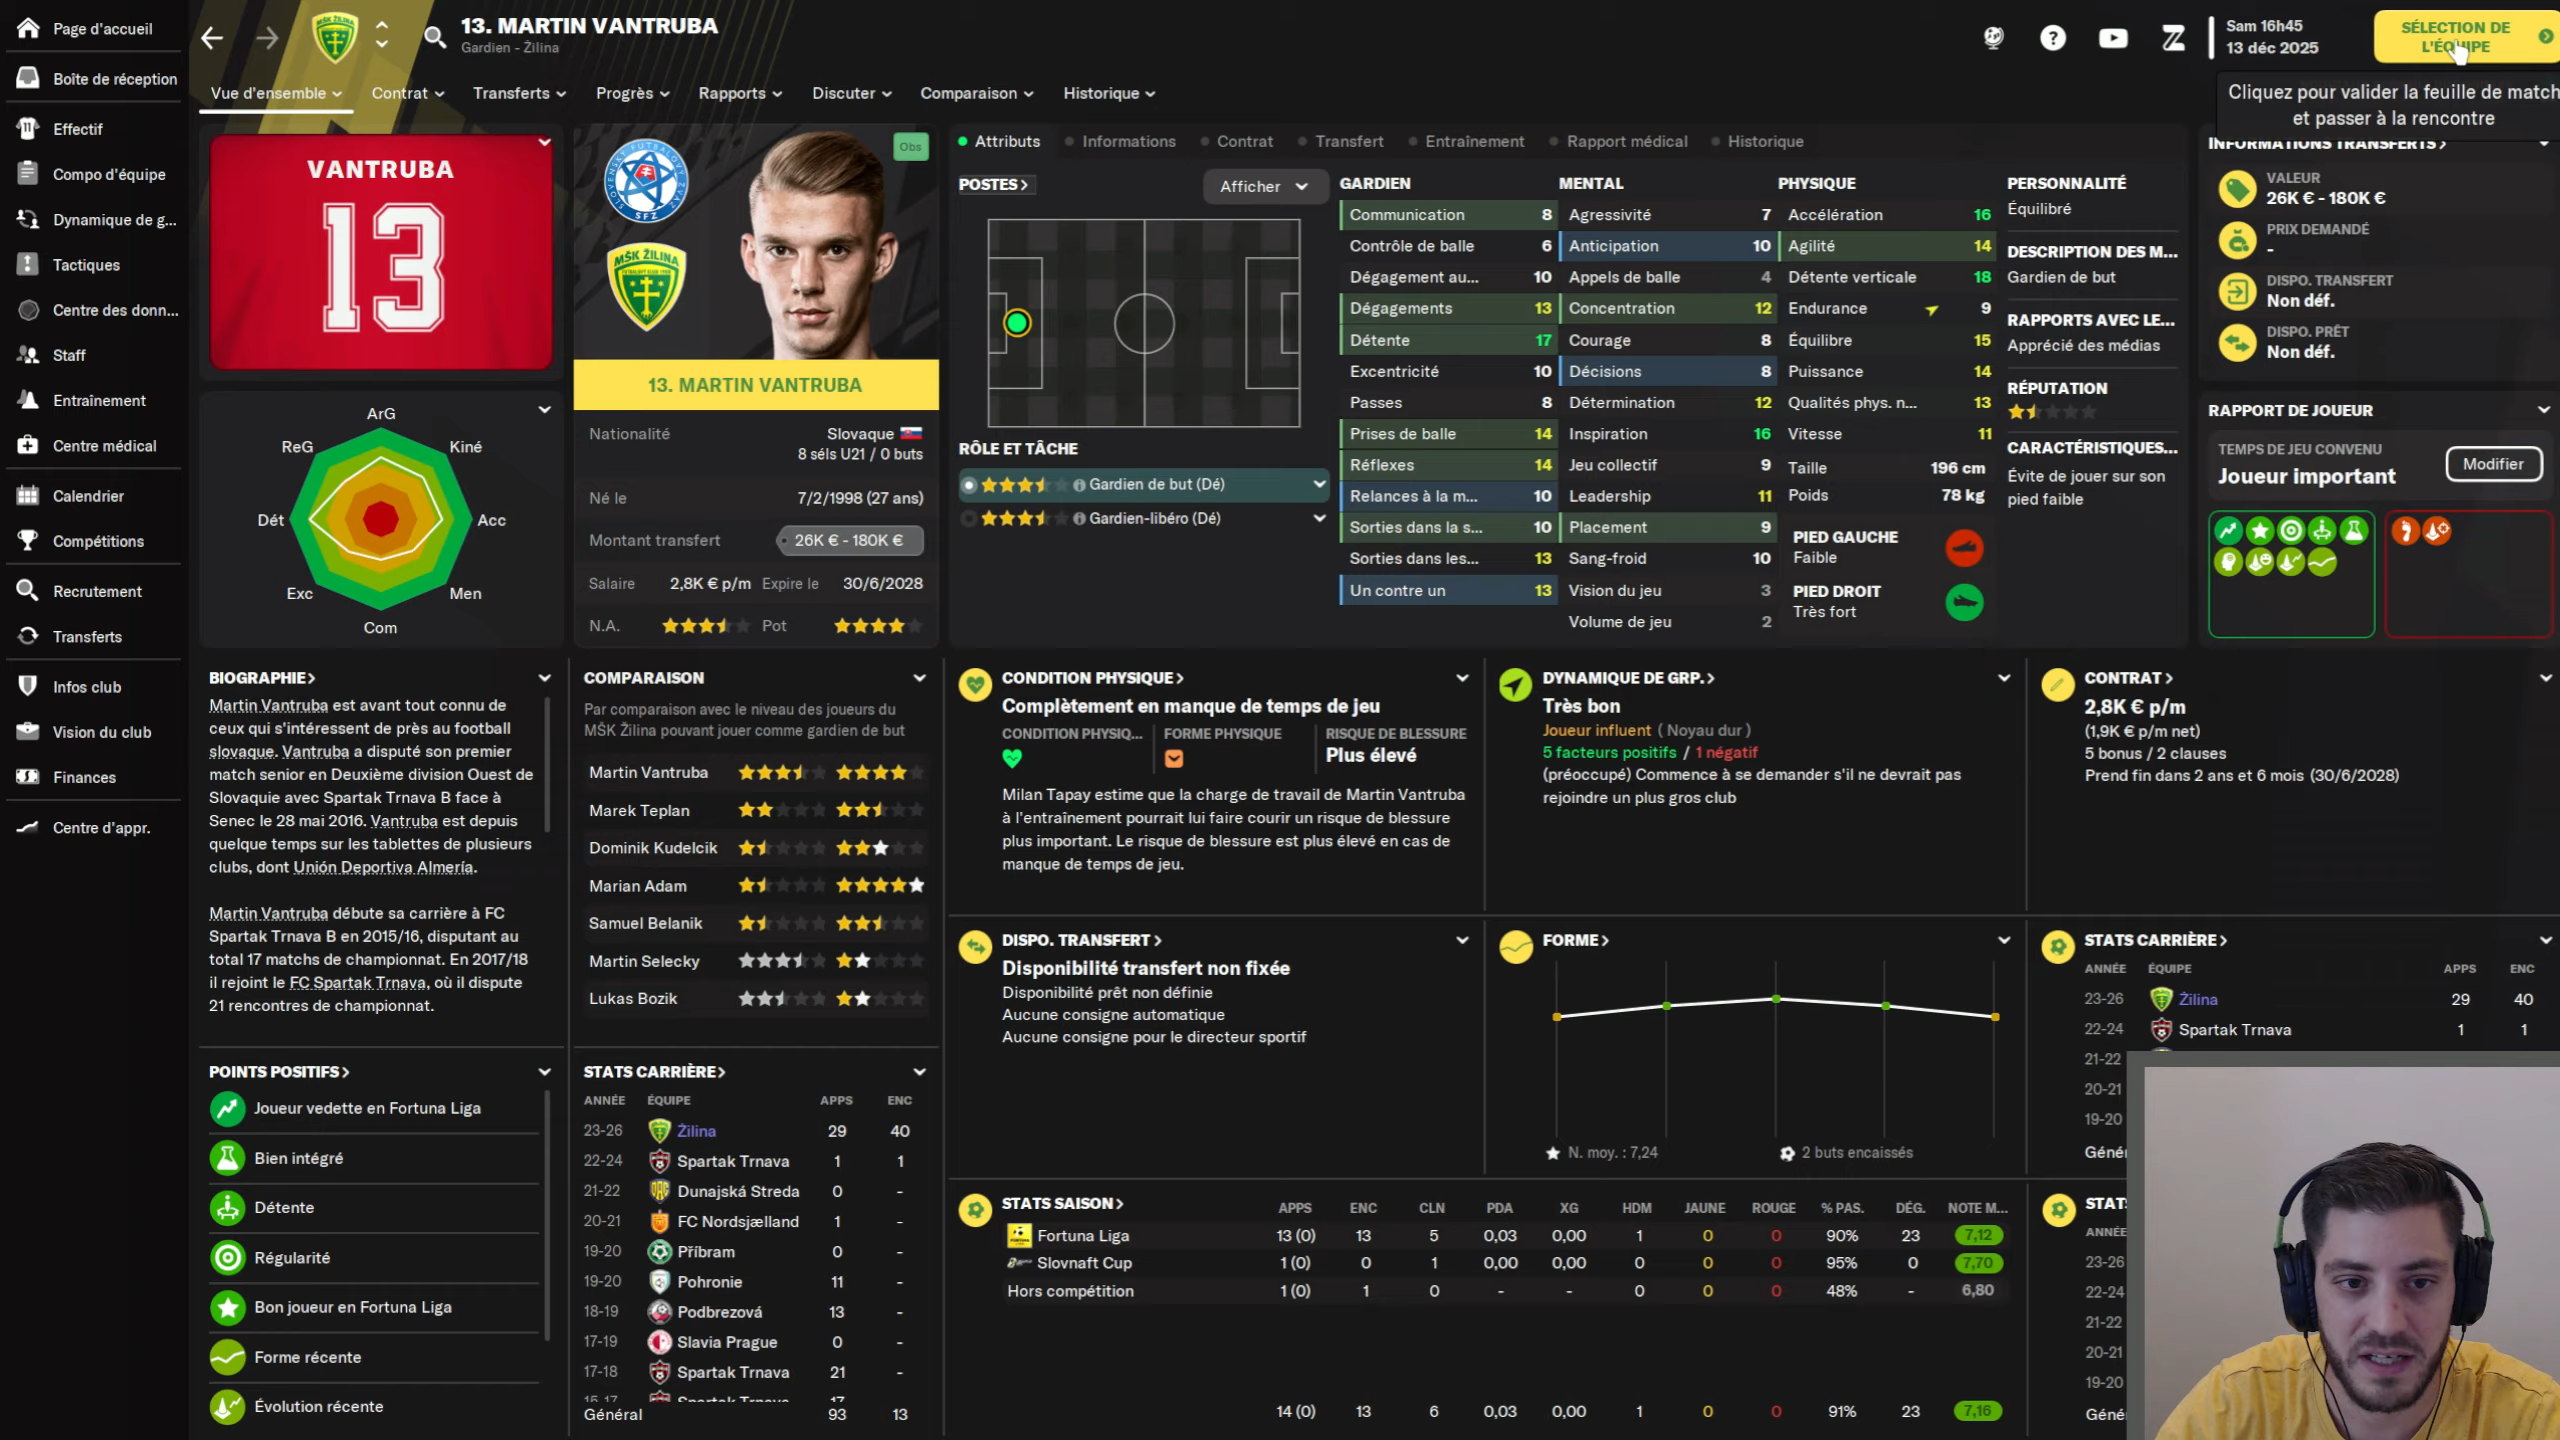 Page d'accueil
Boîte de réception
Effectif
Compo d'équipe
Dynamique de g...
Tactiques
Centre des donn...
Staff
Entraînement
Centre médical
Calendrier
Compétitions
Recrutement
Transferts
Infos club
Vision du club
Finances
Centre d'appr.
13. MARTIN VANTRUBA
Gardien - Žilina
Sam 16h45
13 déc 2025
SÉLECTION DE
L'ÉQUIPE
Cliquez pour valider la feuille de match
et passer à la rencontre
Vue d'ensemble
Contrat
Transferts
Progrès
Rapports
Discuter
Comparaison
Historique
VANTRUBA
13
ArG
Kiné
Acc
Men
Com
Exc
Dét
ReG
Obs
13. MARTIN VANTRUBA
Nationalité Slovaque
8 séls U21 / 0 buts
Né le 7/2/1998 (27 ans)
Montant transfert 26K € - 180K €
Salaire 2,8K € p/m Expire le 30/6/2028
N.A. Pot
Attributs
Informations
Contrat
Transfert
Entraînement
Rapport médical
Historique
POSTES>
Afficher
RÔLE ET TÂCHE
Gardien de but (Dé)
Gardien-libéro (Dé)
GARDIEN
Communication 8
Contrôle de balle 6
Dégagement au... 10
Dégagements 13
Détente 17
Excentricité 10
Passes 8
Prises de balle 14
Réflexes 14
Relances à la m... 10
Sorties dans la s... 10
Sorties dans les... 13
Un contre un 13
MENTAL
Agressivité 7
Anticipation 10
Appels de balle 4
Concentration 12
Courage 8
Décisions 8
Détermination 12
Inspiration 16
Jeu collectif 9
Leadership 11
Placement 9
Sang-froid 10
Vision du jeu 3
Volume de jeu 2
PHYSIQUE
Accélération 16
Agilité 14
Détente verticale 18
Endurance 9
Équilibre 15
Puissance 14
Qualités phys. n... 13
Vitesse 11
Taille 196 cm
Poids 78 kg
PIED GAUCHE
Faible
PIED DROIT
Très fort
PERSONNALITÉ
Équilibré
DESCRIPTION DES M...
Gardien de but
RAPPORTS AVEC LE...
Apprécié des médias
RÉPUTATION
CARACTÉRISTIQUES...
Évite de jouer sur son
pied faible
INFORMATIONS TRANSFERTS>
VALEUR
26K € - 180K €
PRIX DEMANDÉ
-
DISPO. TRANSFERT
Non déf.
DISPO. PRÊT
Non déf.
RAPPORT DE JOUEUR
TEMPS DE JEU CONVENU
Joueur important
Modifier
BIOGRAPHIE>
Martin Vantruba est avant tout connu de
ceux qui s'intéressent de près au football
slovaque. Vantruba a disputé son premier
match senior en Deuxième division Ouest de
Slovaquie avec Spartak Trnava B face à
Senec le 28 mai 2016. Vantruba est depuis
quelque temps sur les tablettes de plusieurs
clubs, dont Unión Deportiva Almería.
Martin Vantruba débute sa carrière à FC
Spartak Trnava B en 2015/16, disputant au
total 17 matchs de championnat. En 2017/18
il rejoint le FC Spartak Trnava, où il dispute
21 rencontres de championnat.
POINTS POSITIFS>
Joueur vedette en Fortuna Liga
Bien intégré
Détente
Régularité
Bon joueur en Fortuna Liga
Forme récente
Évolution récente
COMPARAISON
Par comparaison avec le niveau des joueurs du
MŠK Žilina pouvant jouer comme gardien de but
Martin Vantruba
Marek Teplan
Dominik Kudelcik
Marian Adam
Samuel Belanik
Martin Selecky
Lukas Bozik
STATS CARRIÈRE>
ANNÉE ÉQUIPE APPS ENC
23-26 Žilina 29 40
22-24 Spartak Trnava 1 1
21-22 Dunajská Streda 0 -
20-21 FC Nordsjælland 1 -
19-20 Příbram 0 -
19-20 Pohronie 11 -
18-19 Podbrezová 13 -
17-19 Slavia Prague 0 -
17-18 Spartak Trnava 21 -
15-17 Spartak Trnava 17
Général 93 13
CONDITION PHYSIQUE>
Complètement en manque de temps de jeu
CONDITION PHYSIQ...
FORME PHYSIQUE
RISQUE DE BLESSURE
Plus élevé
Milan Tapay estime que la charge de travail de Martin Vantruba
à l'entraînement pourrait lui faire courir un risque de blessure
plus important. Le risque de blessure est plus élevé en cas de
manque de temps de jeu.
DYNAMIQUE DE GRP.>
Très bon
Joueur influent ( Noyau dur )
5 facteurs positifs / 1 négatif
(préoccupé) Commence à se demander s'il ne devrait pas
rejoindre un plus gros club
CONTRAT>
2,8K € p/m
(1,9K € p/m net)
5 bonus / 2 clauses
Prend fin dans 2 ans et 6 mois (30/6/2028)
DISPO. TRANSFERT>
Disponibilité transfert non fixée
Disponibilité prêt non définie
Aucune consigne automatique
Aucune consigne pour le directeur sportif
FORME>
N. moy. : 7,24
2 buts encaissés
STATS CARRIÈRE>
ANNÉE ÉQUIPE APPS ENC
23-26 Žilina 29 40
22-24 Spartak Trnava 1 1
21-22
20-21
19-20
Géné
STATS SAISON>
APPS ENC CLN PDA XG HDM JAUNE ROUGE % PAS. DÉG. NOTE M...
Fortuna Liga 13 (0) 13 5 0,03 0,00 1 0 0 90% 23 7,12
Slovnaft Cup 1 (0) 0 1 0,00 0,00 0 0 0 95% 0 7,70
Hors compétition 1 (0) 1 0 - - 0 0 0 48% - 6,80
14 (0) 13 6 0,03 0,00 1 0 0 91% 23 7,16
STAT
ANNÉE
23-26
22-24
21-22
20-21
19-20
Géné